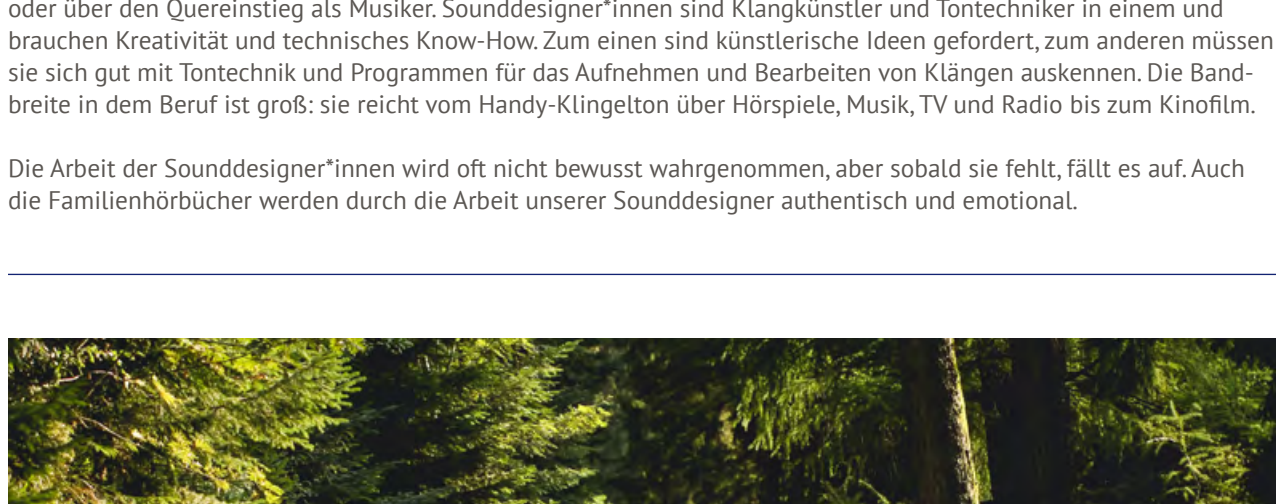 oder über den Quereinstieg als Musiker. Sounddesigner*innen sind Klangkünstler und Tontechniker in einem und
brauchen Kreativität und technisches Know-How. Zum einen sind künstlerische Ideen gefordert, zum anderen müssen
sie sich gut mit Tontechnik und Programmen für das Aufnehmen und Bearbeiten von Klängen auskennen. Die Band-
breite in dem Beruf ist groß: sie reicht vom Handy-Klingelton über Hörspiele, Musik, TV und Radio bis zum Kinofilm.
Die Arbeit der Sounddesigner*innen wird oft nicht bewusst wahrgenommen, aber sobald sie fehlt, fällt es auf. Auch
die Familienhörbücher werden durch die Arbeit unserer Sounddesigner authentisch und emotional.